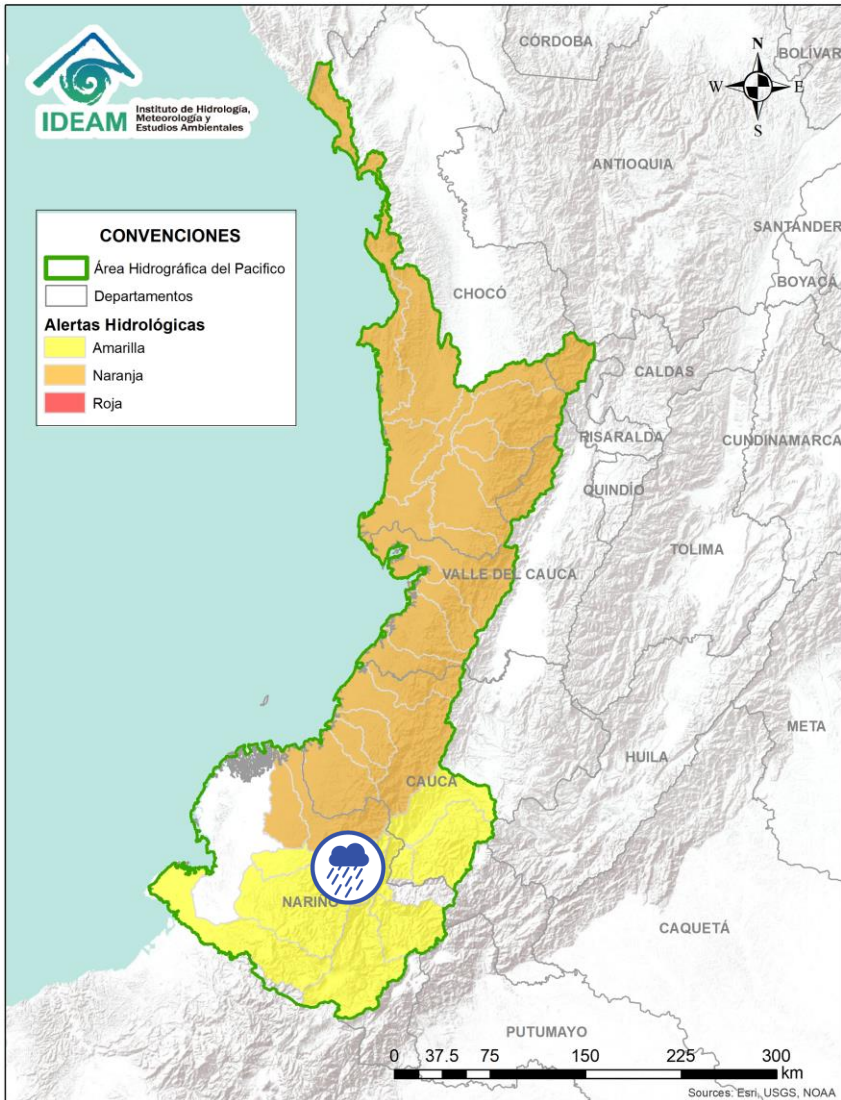 IDEAM
Instituto de Hidrología,
Meteorología y
Estudios Ambientales
CÓRDOBA
BOLÍVAR
N
W
E
S
ANTIOQUIA
SANTANDER
BOYACÁ
CONVENCIONES
Área Hidrográfica del Pacifico
Departamentos
Alertas Hidrológicas
Amarilla
Naranja
Roja
CHOCÓ
CALDAS
RISARALDA
CUNDINAMARCA
QUINDÍO
TOLIMA
VALLE DEL CAUCA
META
HUILA
CAUCA
NARIÑO
CAQUETÁ
PUTUMAYO
0 37.5 75 150 225 300
km
Sources: Esri, USGS, NOAA